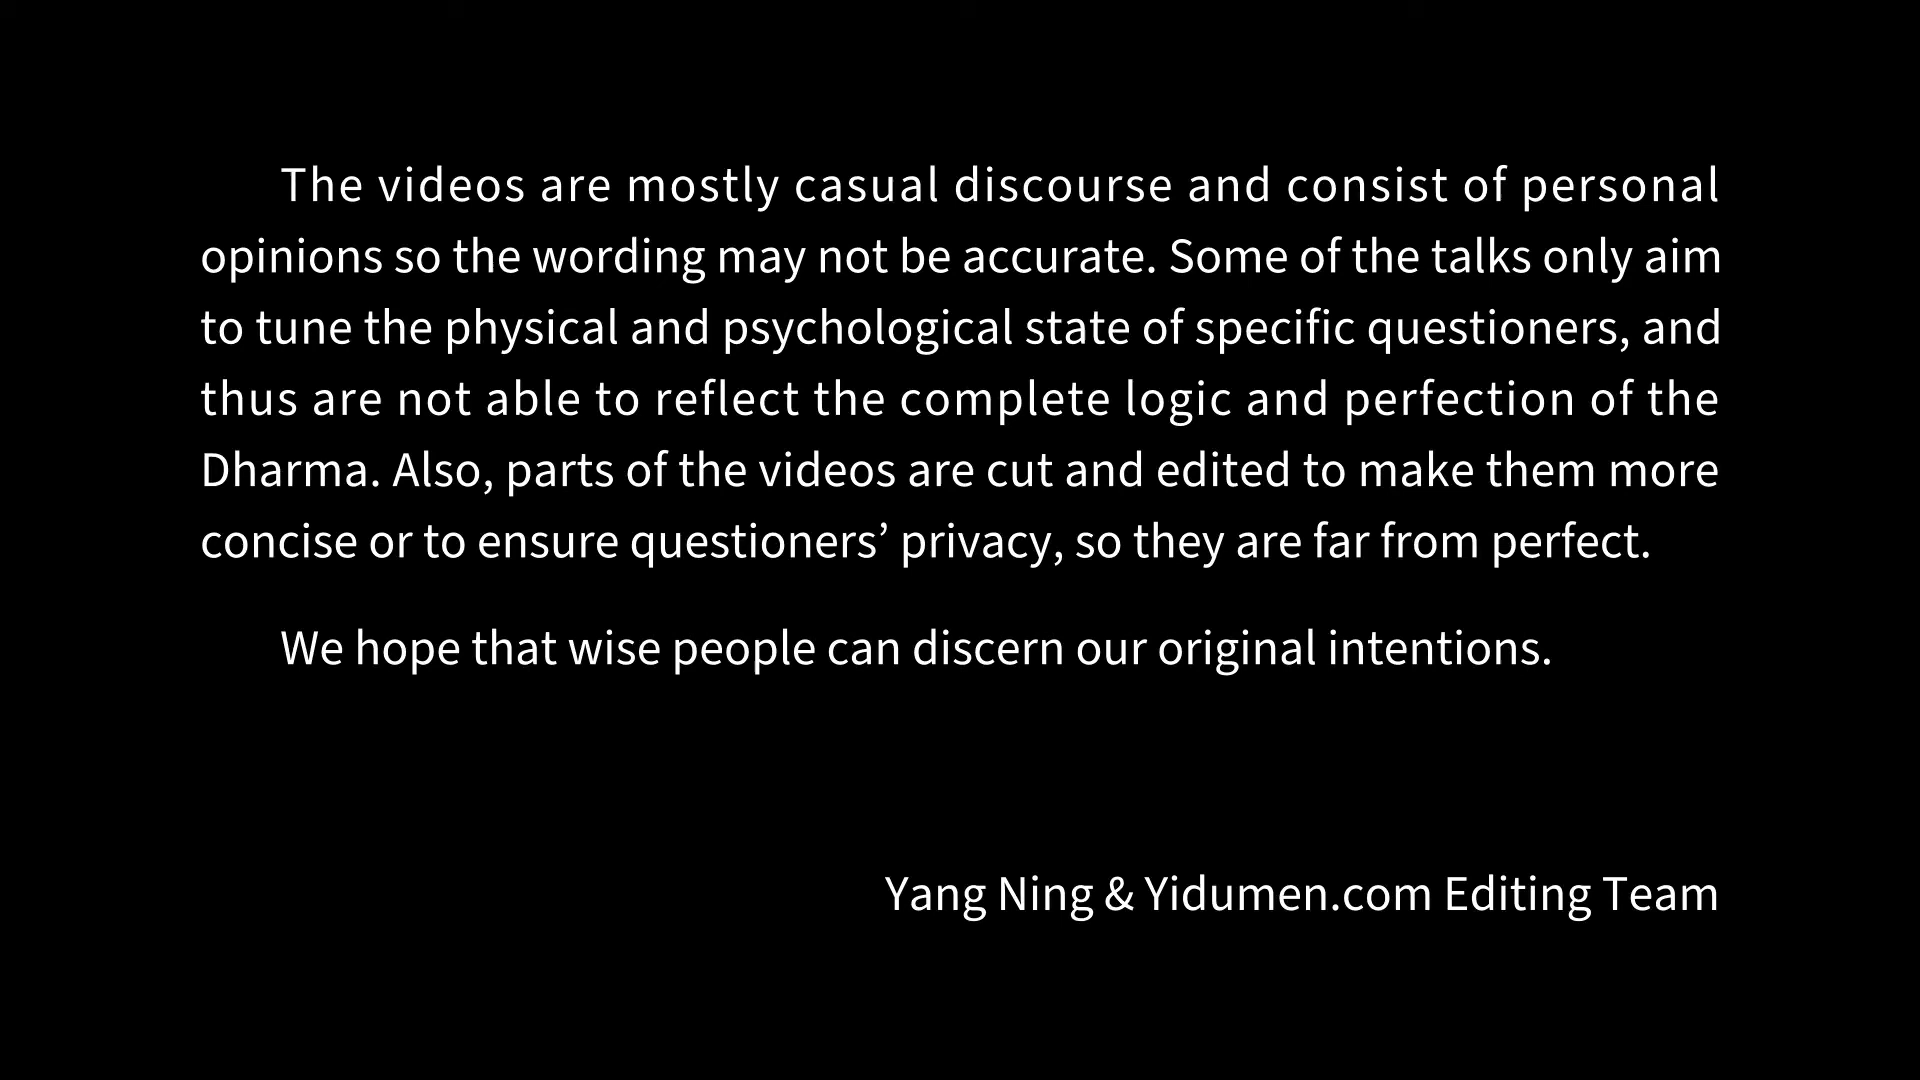 The videos are mostly casual discourse and consist of personal
opinions so the wording may not be accurate. Some of the talks only aim
to tune the physical and psychological state of specific questioners, and
thus are not able to reflect the complete logic and perfection of the
Dharma. Also, parts of the videos are cut and edited to make them more
concise or to ensure questioners’ privacy, so they are far from perfect.
We hope that wise people can discern our original intentions.
Yang Ning & Yidumen.com Editing Team